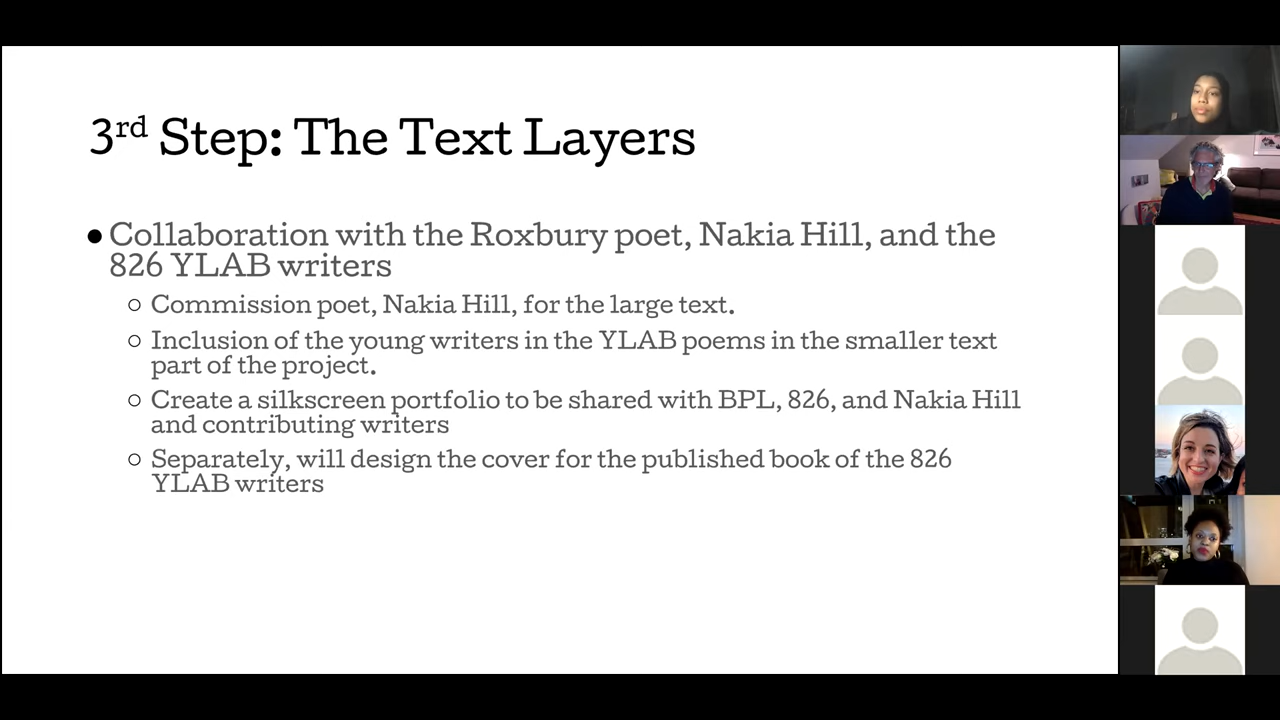 3rd Step: The Text Layers
● Collaboration with the Roxbury poet, Nakia Hill, and the
826 YLAB writers
○ Commission poet, Nakia Hill, for the large text.
○ Inclusion of the young writers in the YLAB poems in the smaller text
part of the project.
○ Create a silkscreen portfolio to be shared with BPL, 826, and Nakia Hill
and contributing writers
○ Separately, will design the cover for the published book of the 826
YLAB writers